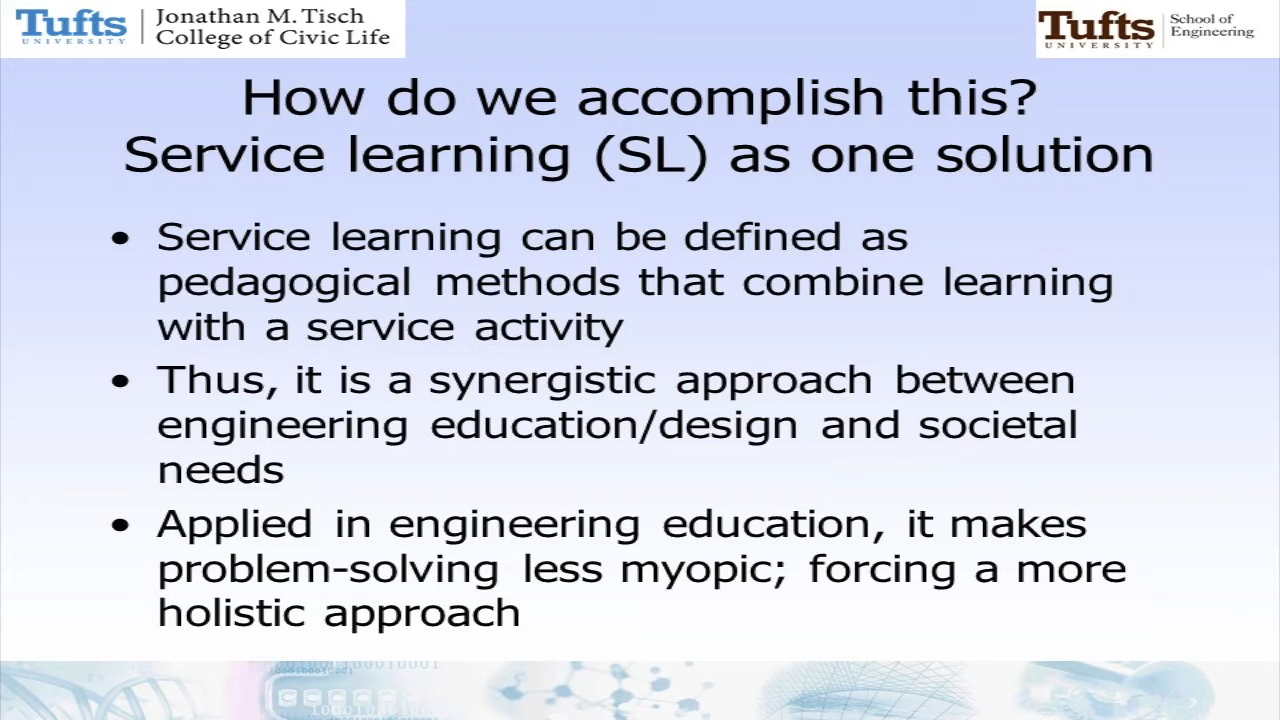 Tufts
UNIVERSITY
Jonathan M. Tisch
College of Civic Life
Tufts
UNIVERSITY
School of
Engineering
How do we accomplish this?
Service learning (SL) as one solution
• Service learning can be defined as
pedagogical methods that combine learning
with a service activity
• Thus, it is a synergistic approach between
engineering education/design and societal
needs
• Applied in engineering education, it makes
problem-solving less myopic; forcing a more
holistic approach